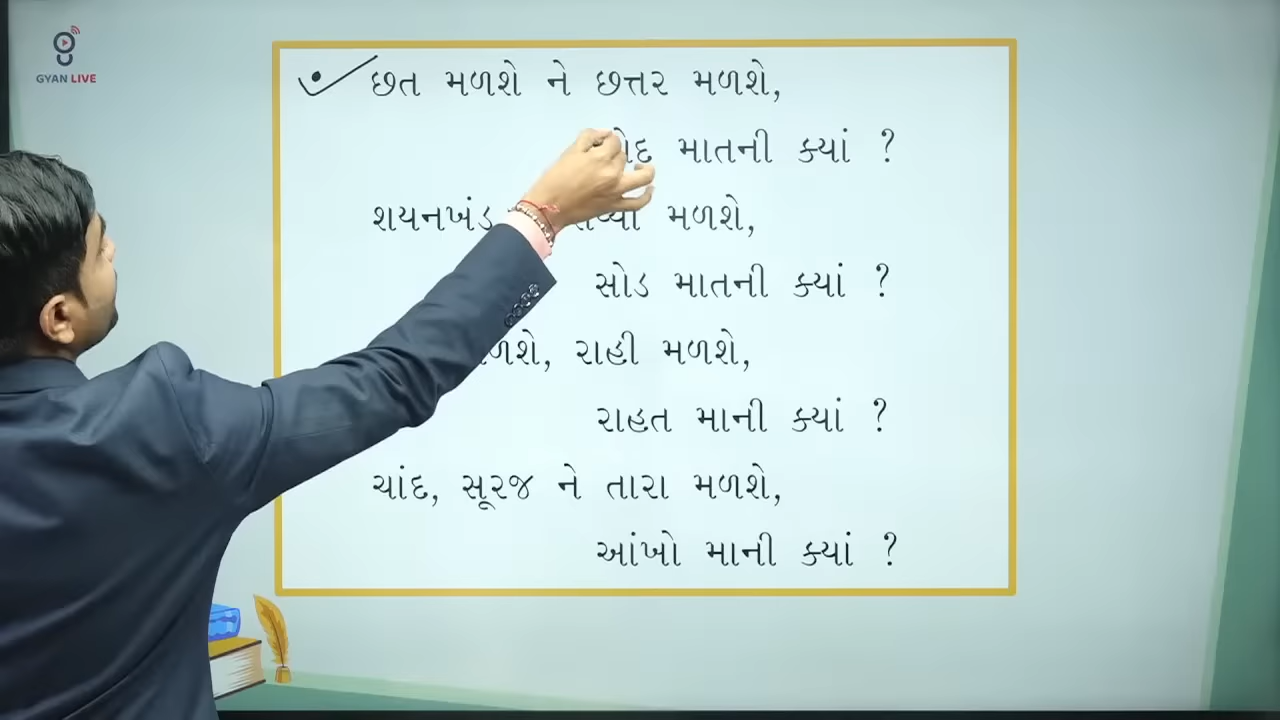 GYAN LIVE
છત મળશે ને છત્તર મળશે,
માતની ક્યાં ?
શયનખંડ મળશે,
સોડ માતની ક્યાં ?
રાહી મળશે,
રાહત માની ક્યાં ?
ચાંદ, સૂરજ ને તારા મળશે,
આંખો માની ક્યાં ?